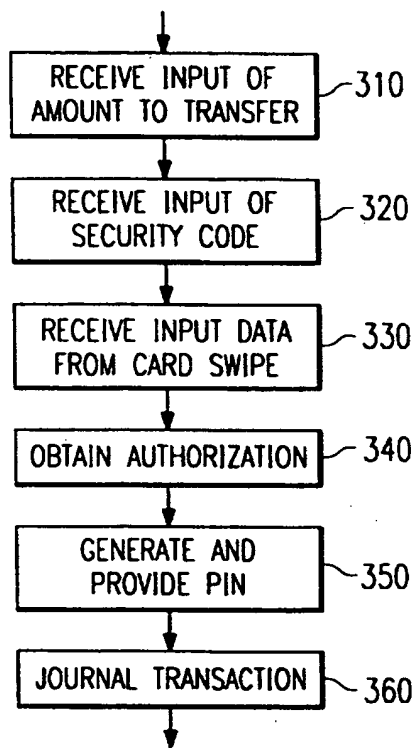 RECEIVE INPUT OF
AMOUNT TO TRANSFER
310
RECEIVE INPUT OF
SECURITY CODE
320
RECEIVE INPUT DATA
FROM CARD SWIPE
330
OBTAIN AUTHORIZATION
340
GENERATE AND
PROVIDE PIN
350
JOURNAL TRANSACTION
360